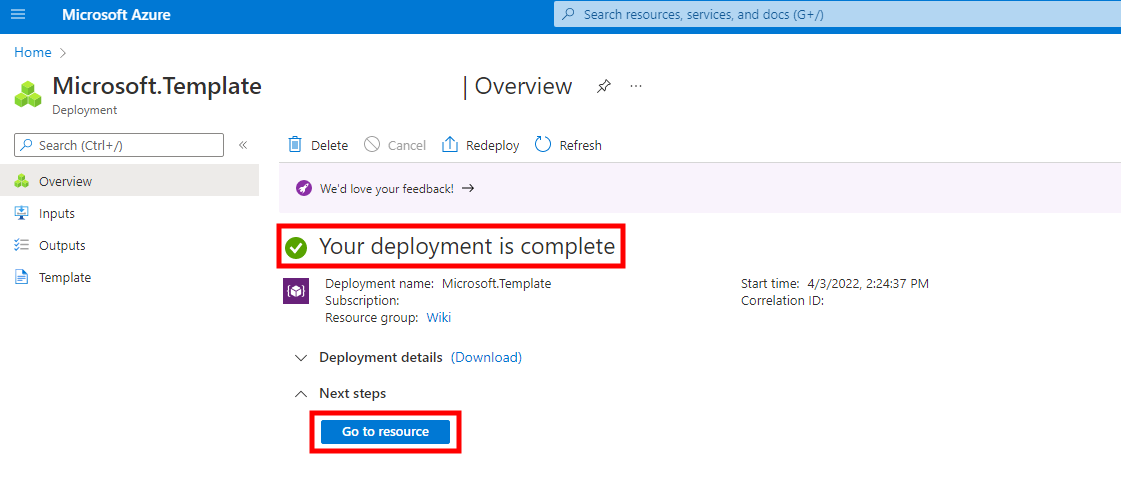 Microsoft Azure
Search resources, services, and docs (G+/)
Home
Microsoft.Template | Overview
Deployment
Search (Ctrl+/)
Delete Cancel Redeploy Refresh
Overview
Inputs
Outputs
Template
We'd love your feedback!
Your deployment is complete
Deployment name: Microsoft.Template
Subscription:
Resource group: Wiki
Start time: 4/3/2022, 2:24:37 PM
Correlation ID:
Deployment details (Download)
Next steps
Go to resource